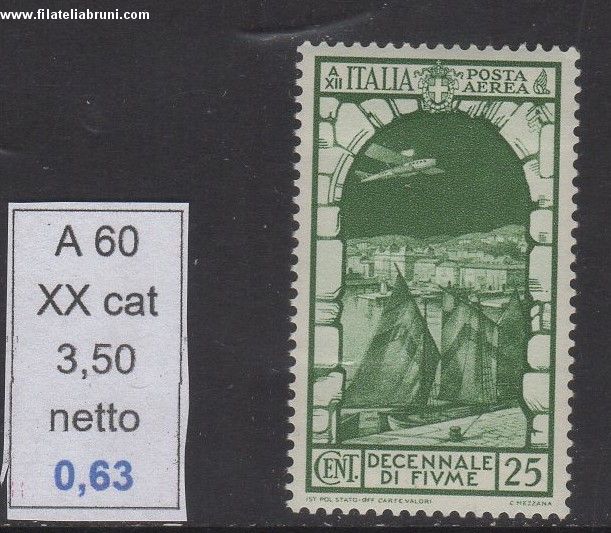 www.filateliabruni.com
A 60
XX cat
3,50
netto
0,63
A XII ITALIA POSTA AEREA
CENT. DECENNALE DI FIVME 25
IST. POL. STATO-OFF. CARTE VALORI C. MEZZANA